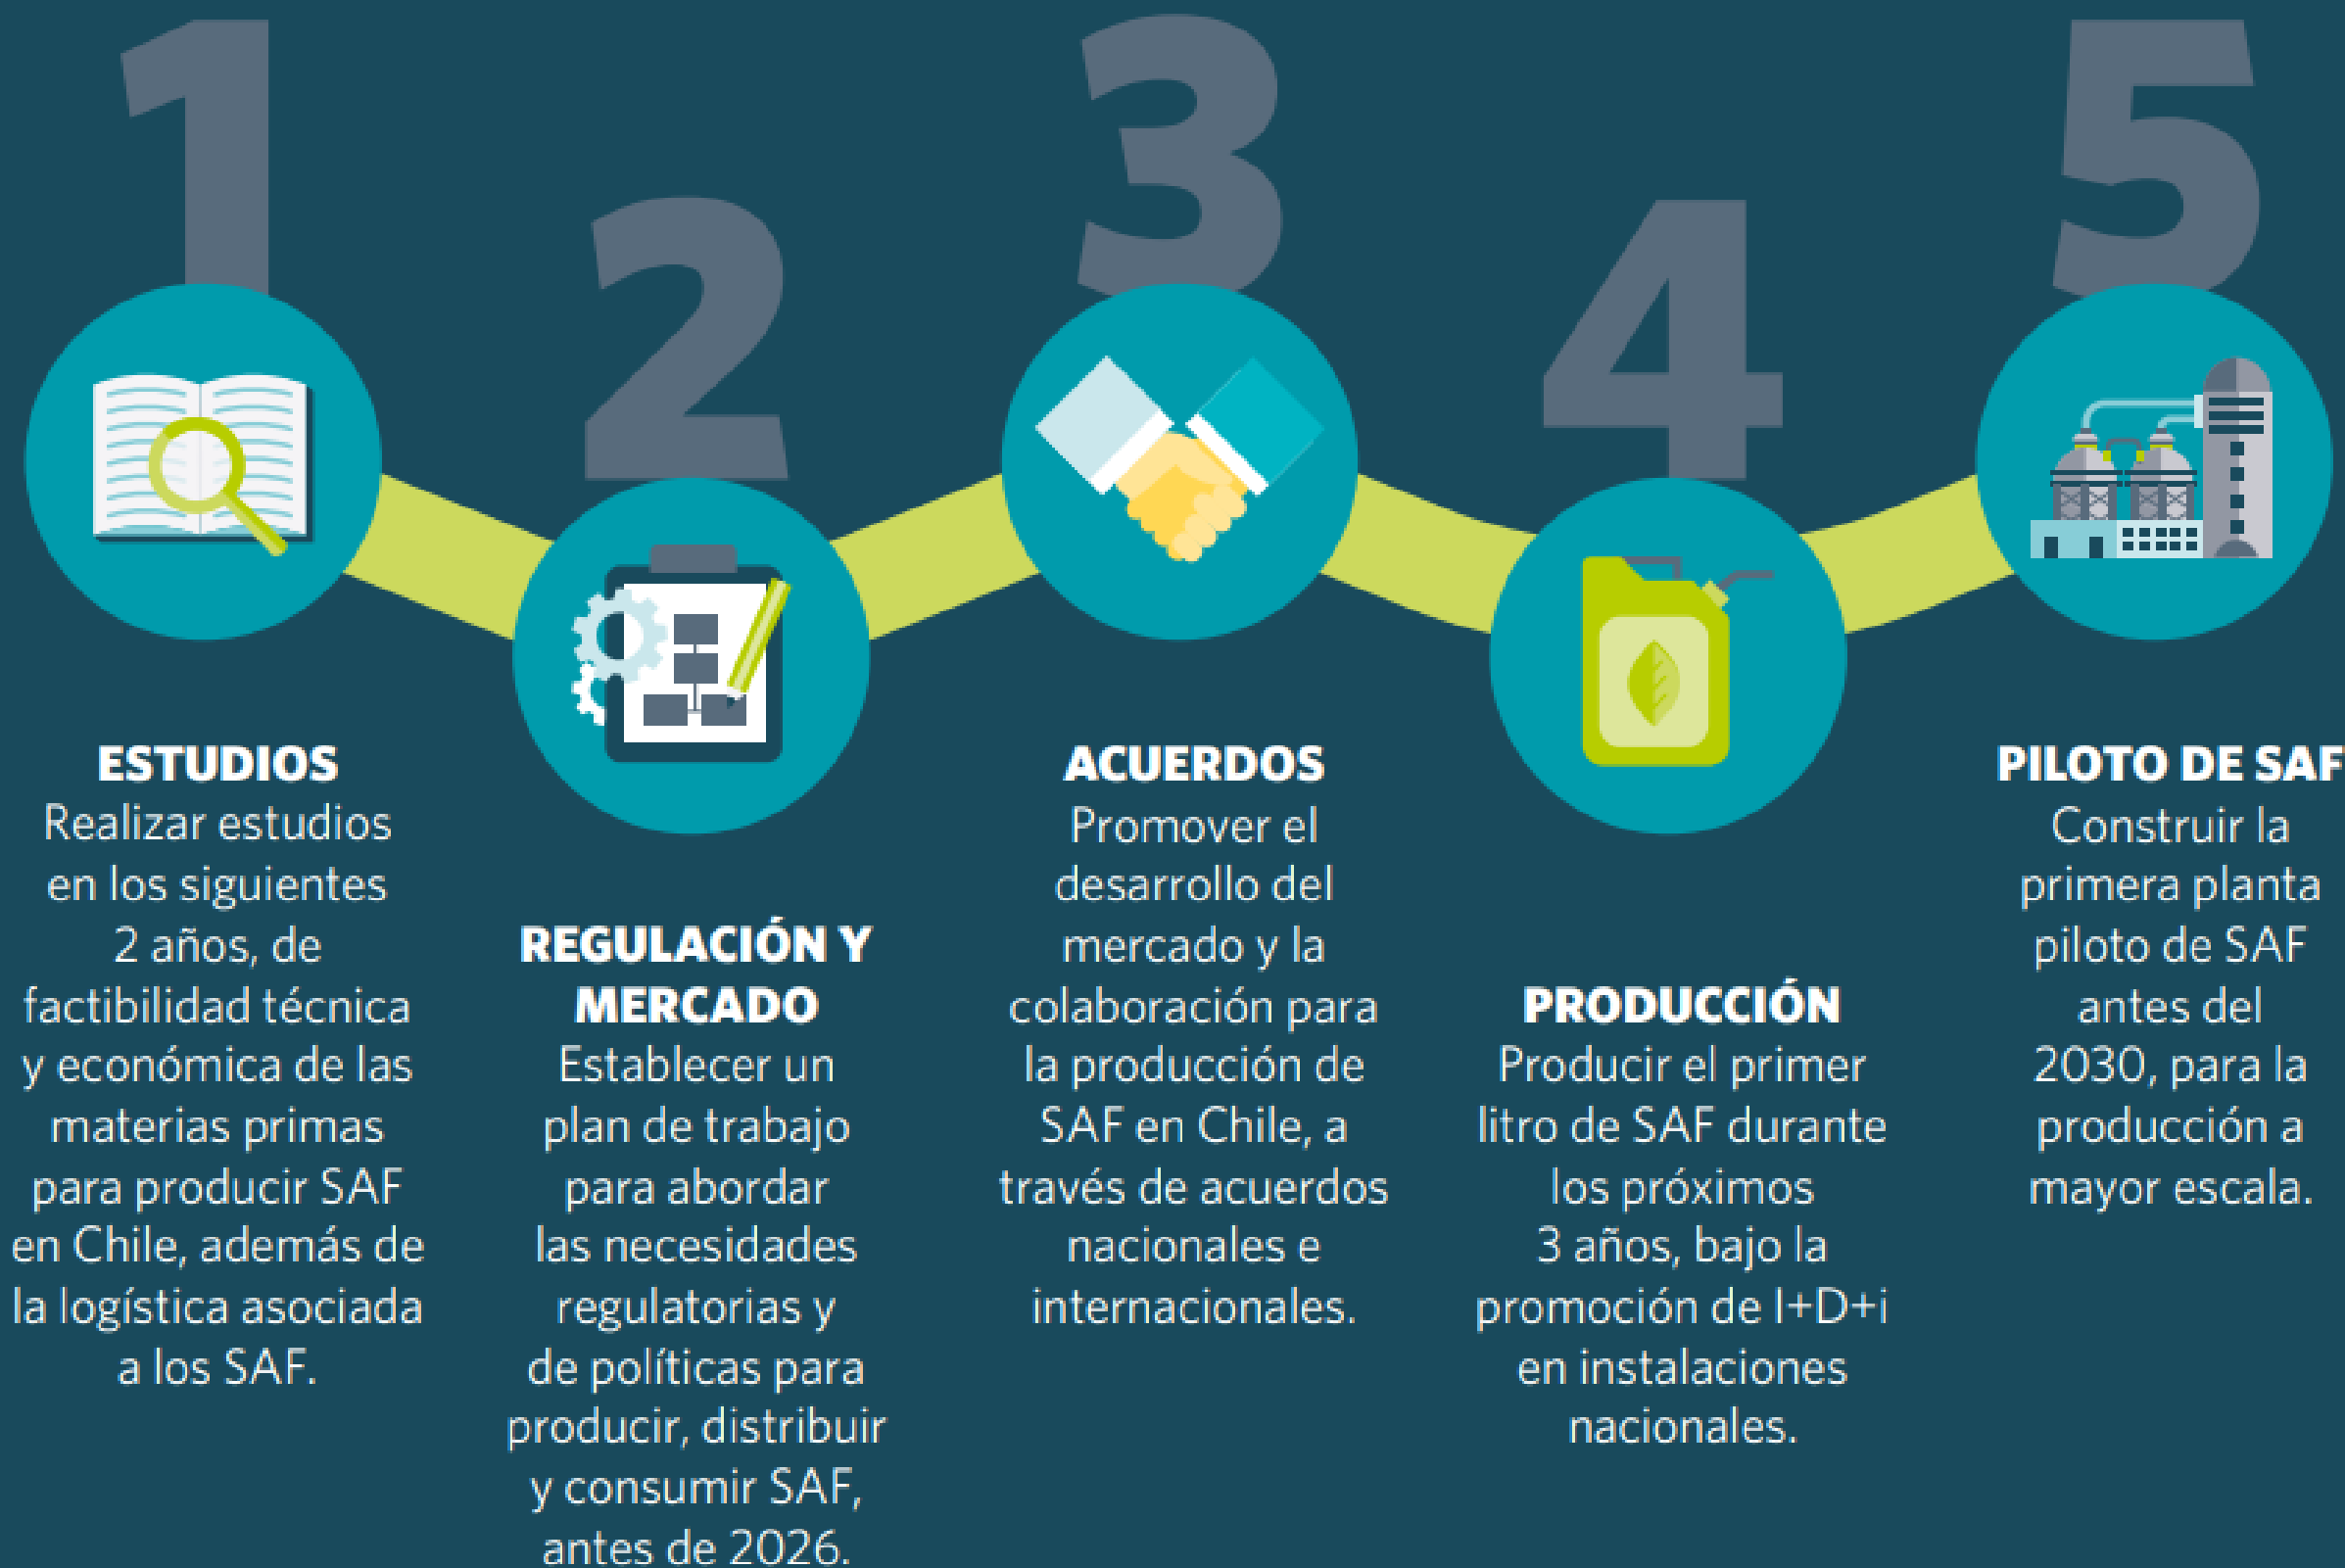 1
ESTUDIOS
Realizar estudios
en los siguientes
2 años, de
factibilidad técnica
y económica de las
materias primas
para producir SAF
en Chile, además de
la logística asociada
a los SAF.
2
REGULACIÓN Y
MERCADO
Establecer un
plan de trabajo
para abordar
las necesidades
regulatorias y
de políticas para
producir, distribuir
y consumir SAF,
antes de 2026.
3
ACUERDOS
Promover el
desarrollo del
mercado y la
colaboración para
la producción de
SAF en Chile, a
través de acuerdos
nacionales e
internacionales.
4
PRODUCCIÓN
Producir el primer
litro de SAF durante
los próximos
3 años, bajo la
promoción de I+D+i
en instalaciones
nacionales.
5
PILOTO DE SAF
Construir la
primera planta
piloto de SAF
antes del
2030, para la
producción a
mayor escala.